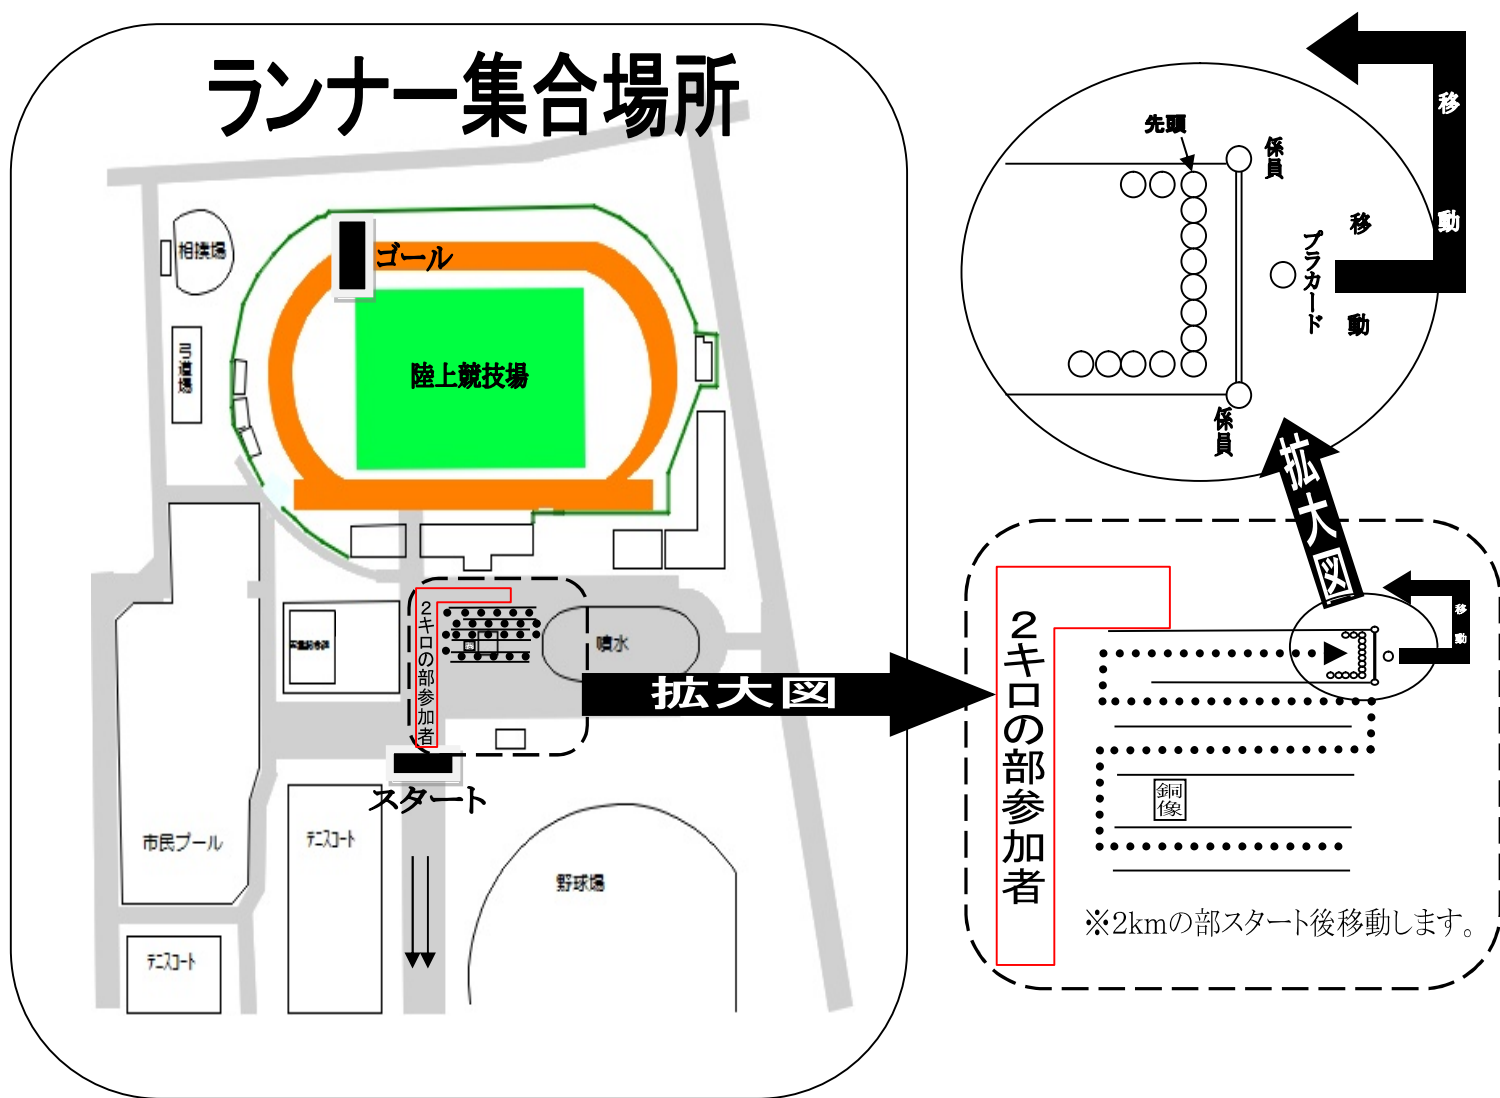 ランナー集合場所
相撲場
ゴール
弓道場
陸上競技場
2キロの部参加者
噴水
拡大図
スタート
市民プール
テニスコート
野球場
テニスコート
先頭
係員
プラカード
移動
移動
係員
拡大図
移動
2キロの部参加者
銅像
※2kmの部スタート後移動します。